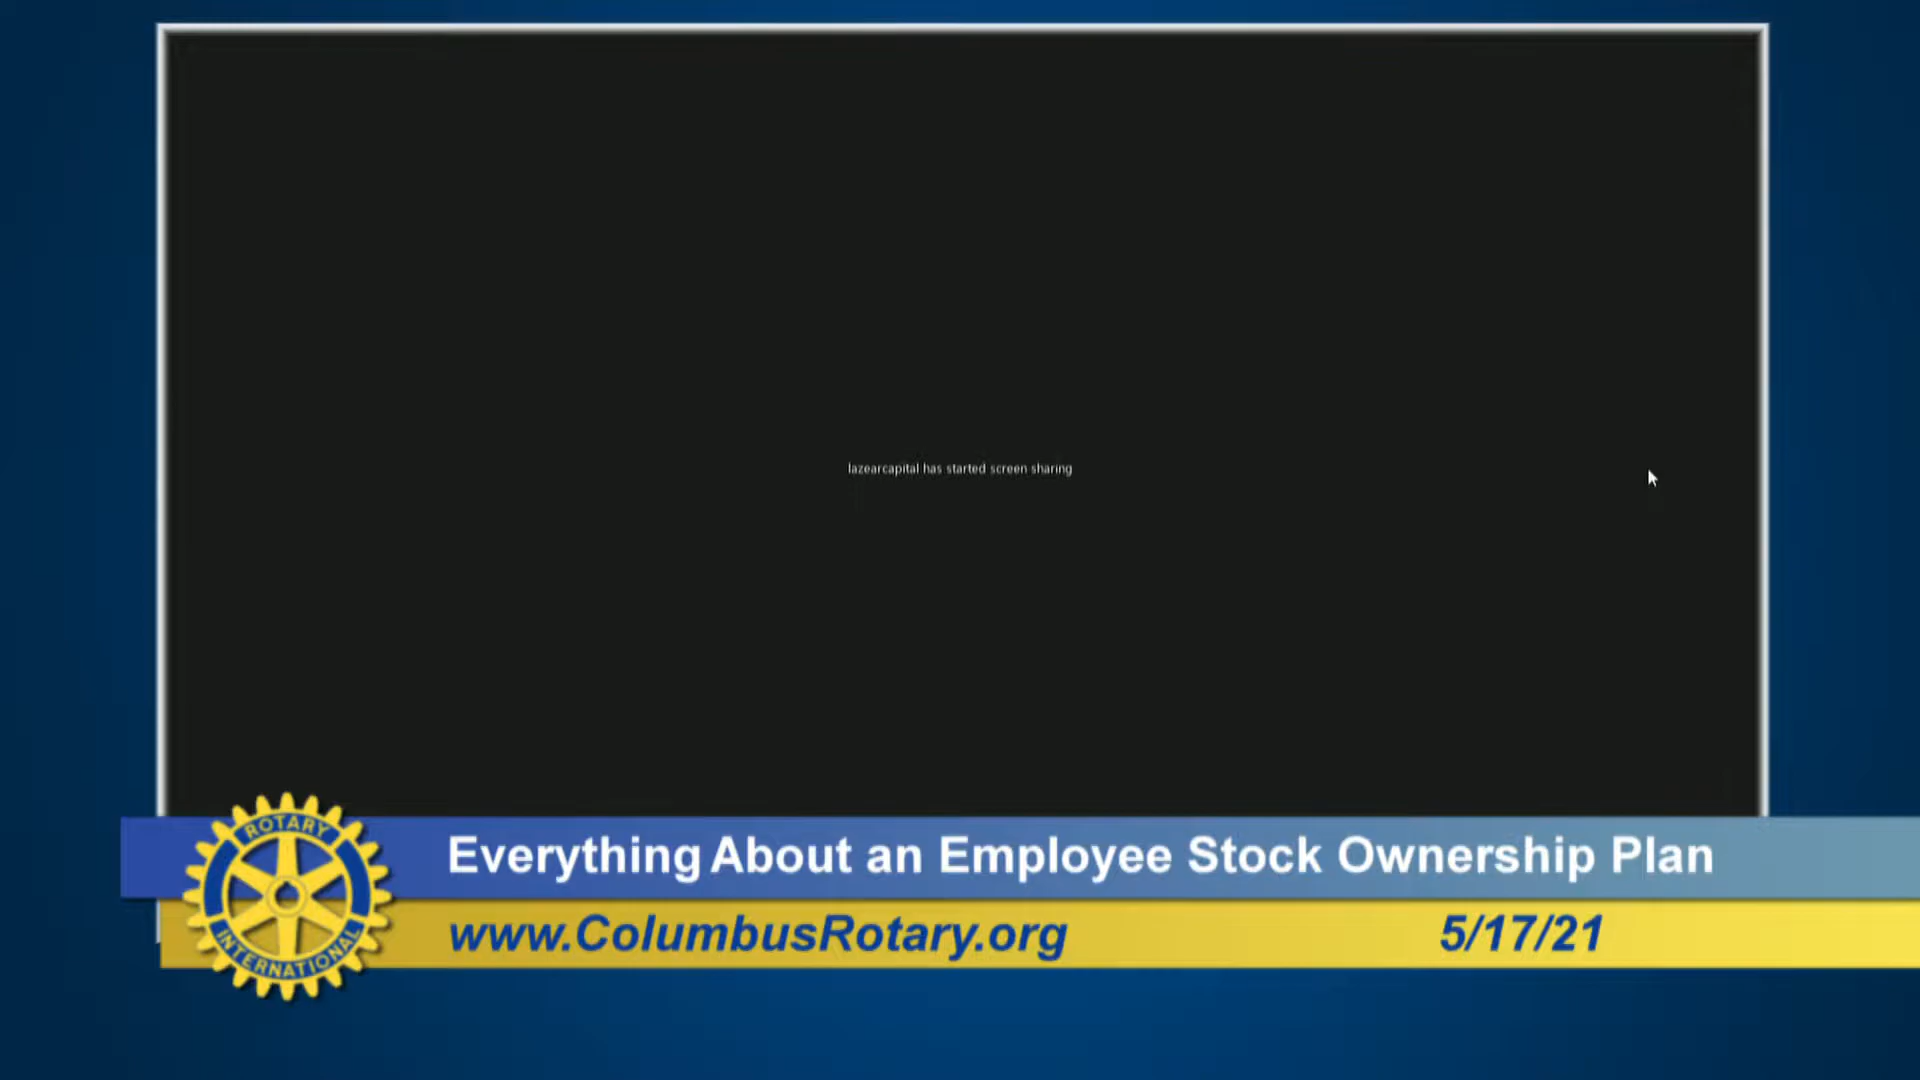 lazearcapital has started screen sharing
Everything About an Employee Stock Ownership Plan
www.ColumbusRotary.org
5/17/21
ROTARY
INTERNATIONAL